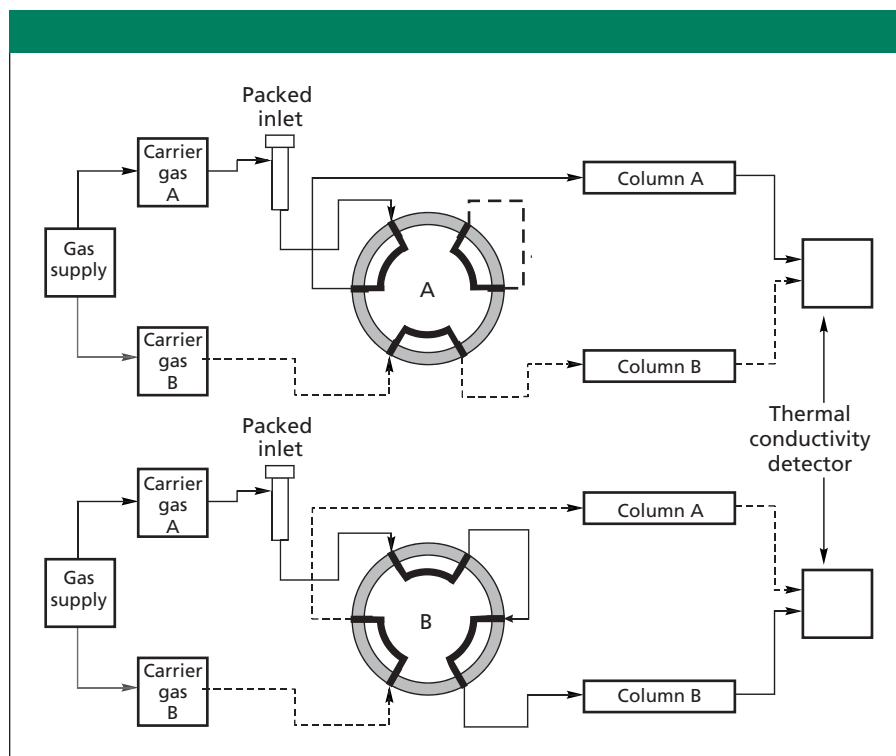 Packed
inlet
Carrier
gas
A
Column A
Gas
supply
A
Carrier
gas
B
Column B
Thermal
conductivity
detector
Packed
inlet
Carrier
gas
A
Column A
Gas
supply
B
Carrier
gas
B
Column B